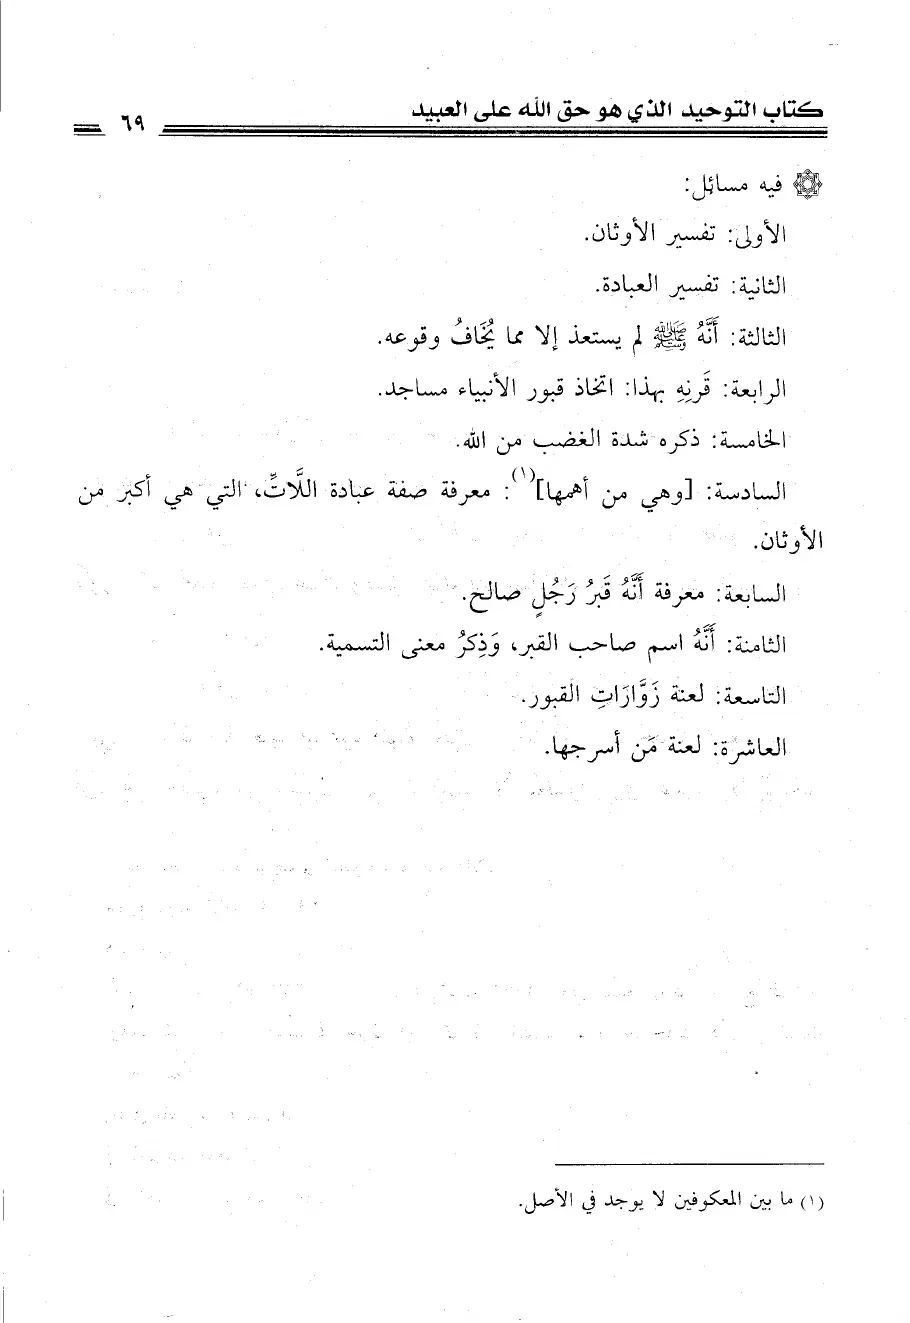 كتاب التوحيد الذي هو حق الله على العبيد ٦٩
فيه مسائل:
الأولى: تفسير الأوثان.
الثانية: تفسير العبادة.
الثالثة: أَنَّهُ ﷺ لم يستعذ إلا مما يُخَافُ وقوعه.
الرابعة: قَرنِهِ بهذا: اتخاذ قبور الأنبياء مساجد.
الخامسة: ذكره شدة الغضب من الله.
السادسة: [وهي من أهمها](١): معرفة صفة عبادة اللَّاتِّ، التي هي أكبر من
الأوثان.
السابعة: معرفة أَنَّهُ قَبرُ رَجُلٍ صالح.
الثامنة: أَنَّهُ اسم صاحب القبر، وَذِكرُ معنى التسمية.
التاسعة: لعنة زَوَّارَاتِ القبور.
العاشرة: لعنة مَن أسرجها.
(١) ما بين المعكوفين لا يوجد في الأصل.